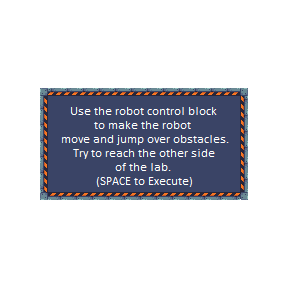 Use the robot control block
to make the robot
move and jump over obstacles.
Try to reach the other side
of the lab.
(SPACE to Execute)